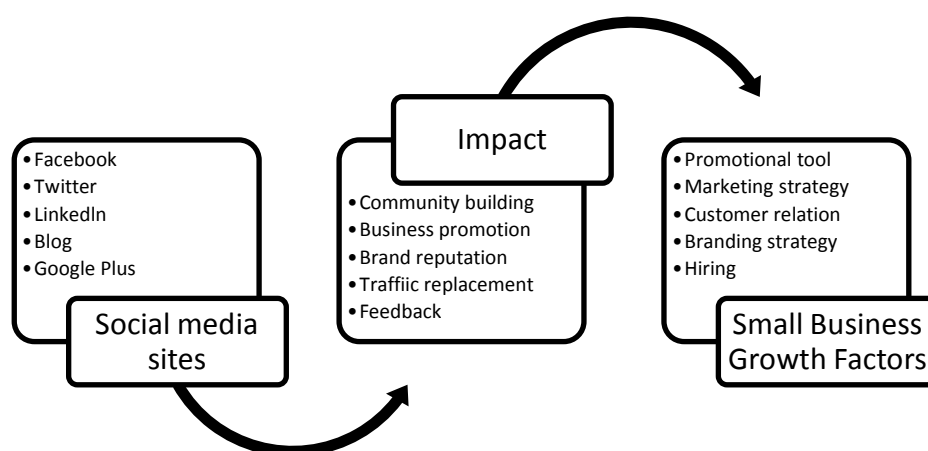 • Facebook
• Twitter
• Linkedln
• Blog
• Google Plus
Social media
sites
Impact
• Community building
• Business promotion
• Brand reputation
• Traffiic replacement
• Feedback
• Promotional tool
• Marketing strategy
• Customer relation
• Branding strategy
• Hiring
Small Business
Growth Factors